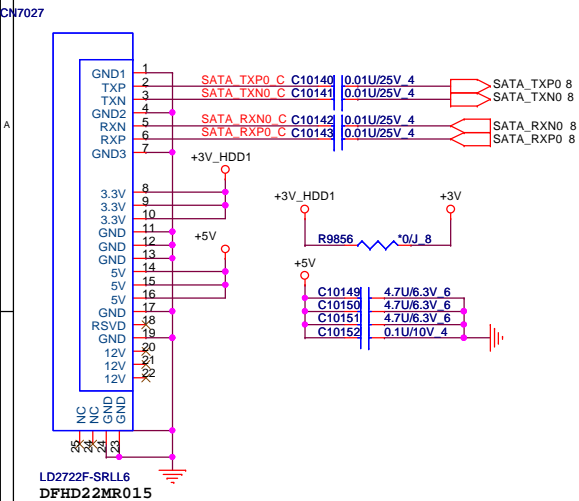 CN7027
GND1 1
TXP 2 SATA_TXP0_C C10140 0.01U/25V_4 SATA_TXP0 8
TXN 3 SATA_TXN0_C C10141 0.01U/25V_4 SATA_TXN0 8
GND2 4
A
RXN 5 SATA_RXN0_C C10142 0.01U/25V_4 SATA_RXN0 8
RXP 6 SATA_RXP0_C C10143 0.01U/25V_4 SATA_RXP0 8
GND3 7
+3V_HDD1
3.3V 8
3.3V 9
3.3V 10
+3V_HDD1 +3V
GND 11
GND 12
GND 13
+5V
R9856 *0/J_8
5V 14
5V 15
5V 16
+5V
GND 17
RSVD 18
GND 19
12V 20
12V 21
12V 22
C10149 4.7U/6.3V_6
C10150 4.7U/6.3V_6
C10151 4.7U/6.3V_6
C10152 0.1U/10V_4
NC NC GND GND
25 24 24 23
LD2722F-SRLL6
DFHD22MR015